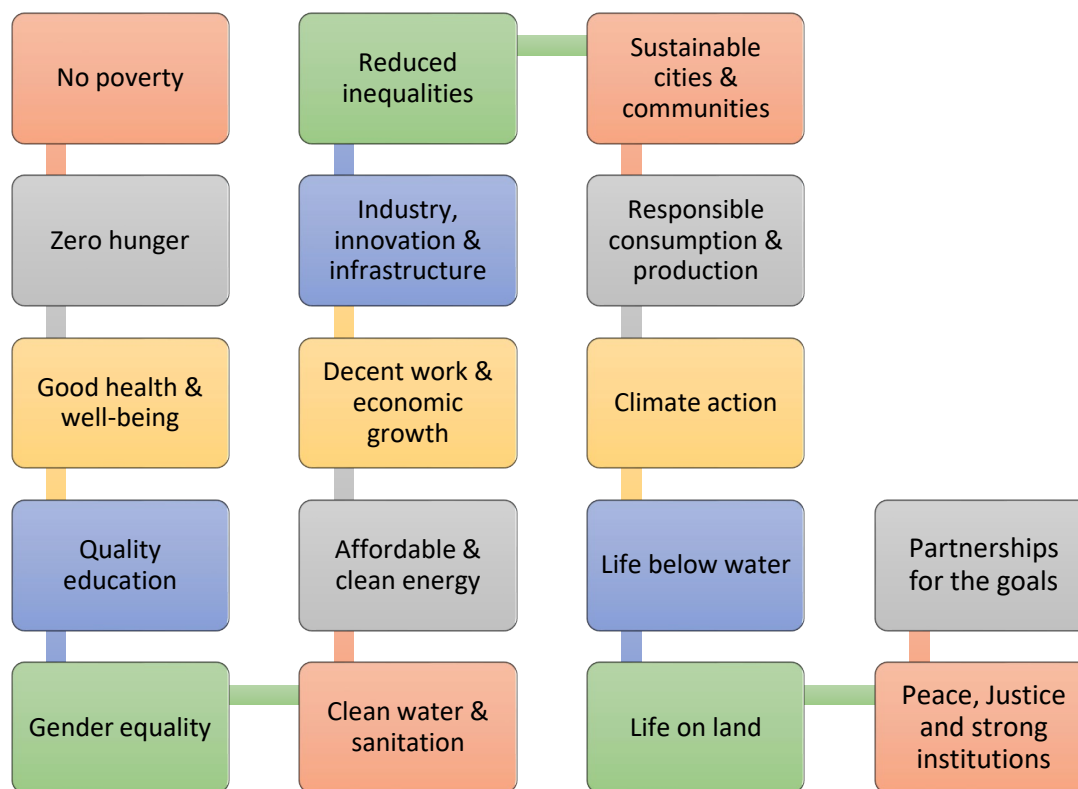 No poverty
Zero hunger
Good health &
well-being
Quality
education
Gender equality
Clean water &
sanitation
Affordable &
clean energy
Decent work &
economic
growth
Industry,
innovation &
infrastructure
Reduced
inequalities
Sustainable
cities &
communities
Responsible
consumption &
production
Climate action
Life below water
Life on land
Peace, Justice
and strong
institutions
Partnerships
for the goals